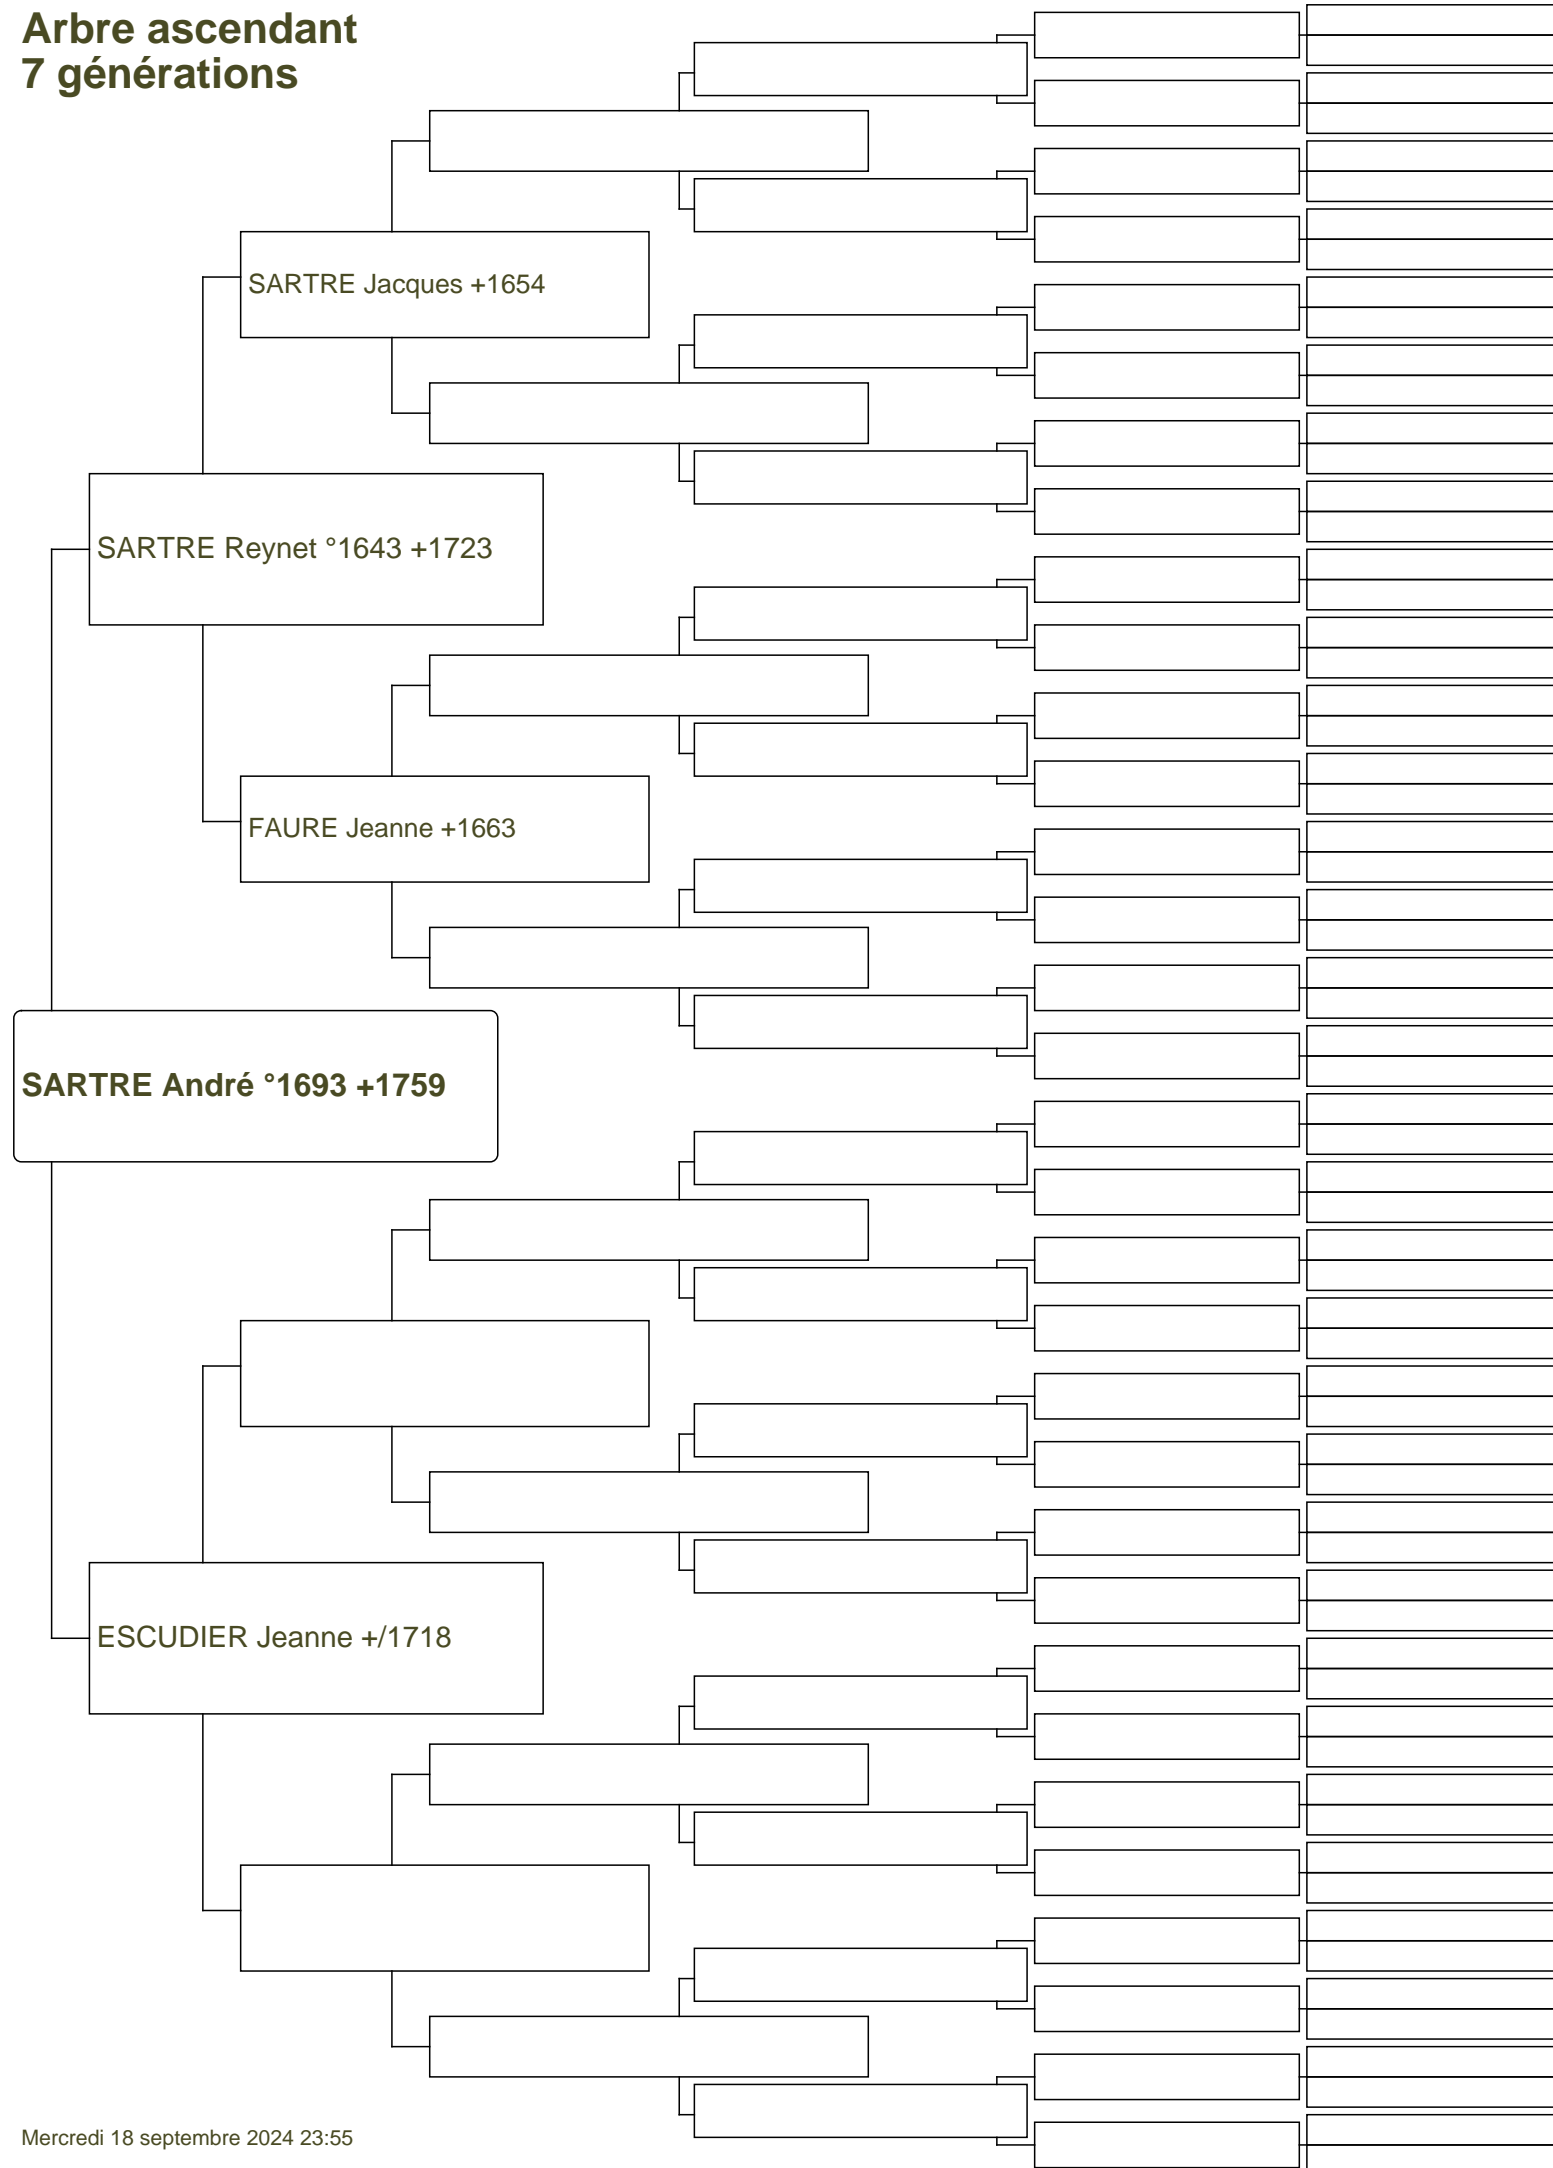 Arbre ascendant
7 générations
SARTRE Jacques +1654
SARTRE Reynet °1643 +1723
FAURE Jeanne +1663
SARTRE André °1693 +1759
ESCUDIER Jeanne +/1718
Mercredi 18 septembre 2024 23:55